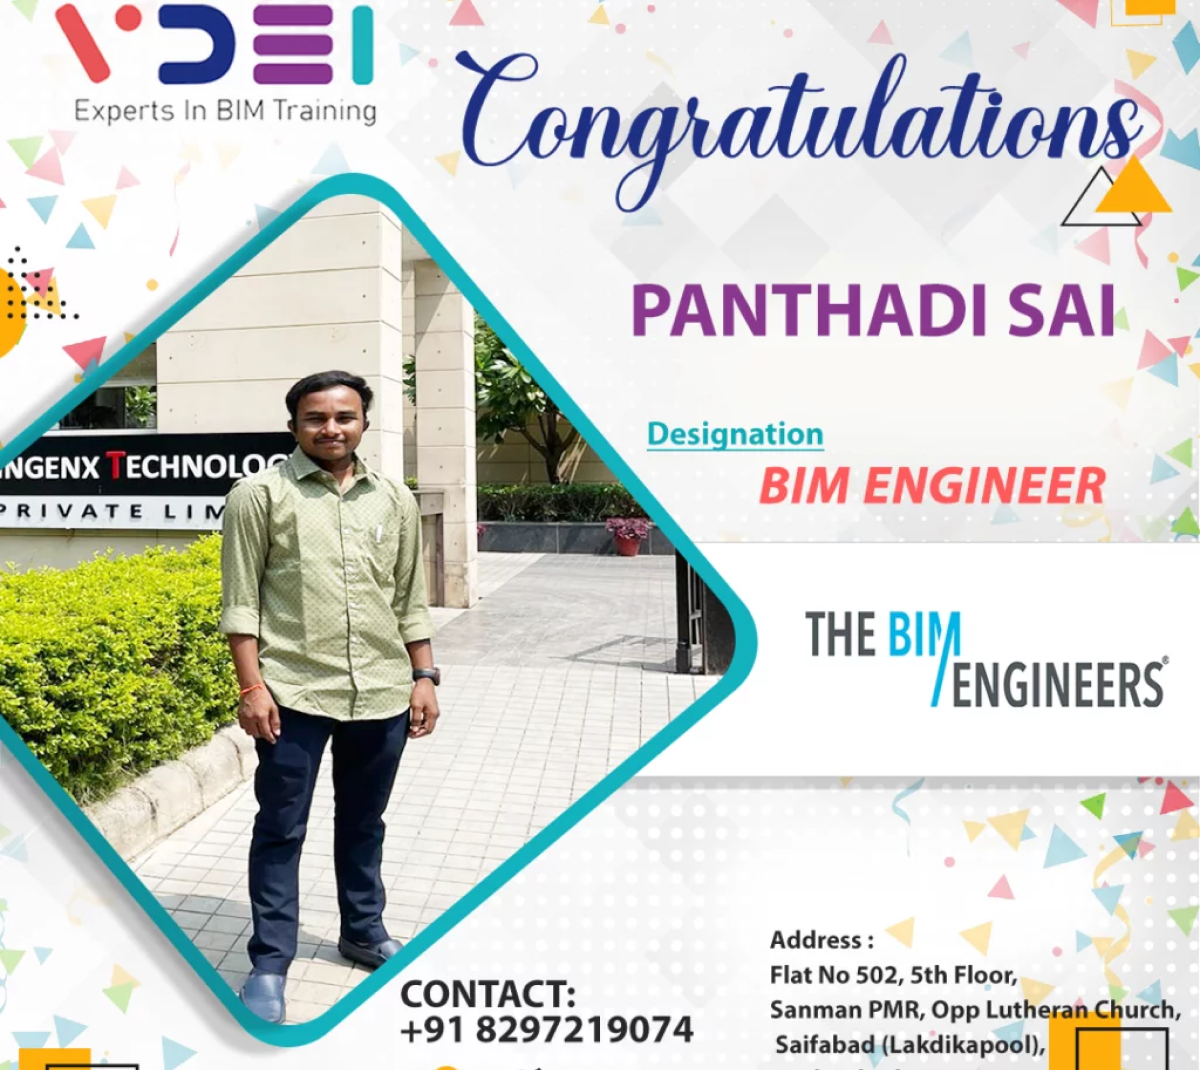 VDEI
Experts In BIM Training
Congratulations
PANTHADI SAI
Designation
BIM ENGINEER
NGENX TECHNOLOG
PRIVATE LIM
THE BIM
ENGINEERS®
CONTACT:
+91 8297219074
Address :
Flat No 502, 5th Floor,
Sanman PMR, Opp Lutheran Church,
Saifabad (Lakdikapool),